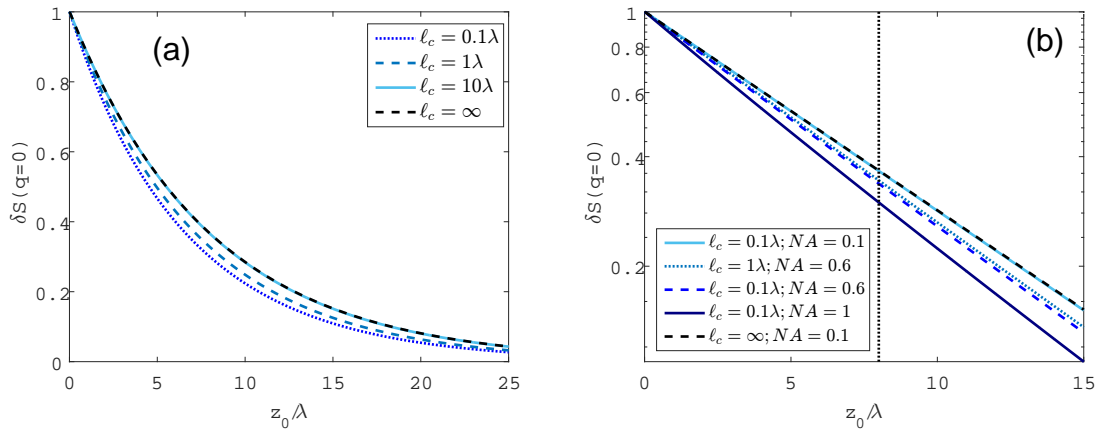 (a)
ℓc = 0.1λ
ℓc = 1λ
ℓc = 10λ
ℓc = ∞
1
0.8
0.6
0.4
0.2
0
δS(q=0)
0 5 10 15 20 25
z0/λ
(b)
1
0.8
0.6
0.4
0.2
δS(q=0)
ℓc = 0.1λ; NA = 0.1
ℓc = 1λ; NA = 0.6
ℓc = 0.1λ; NA = 0.6
ℓc = 0.1λ; NA = 1
ℓc = ∞; NA = 0.1
0 5 10 15
z0/λ